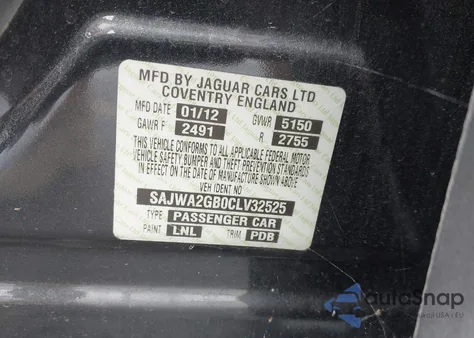 MFD BY JAGUAR CARS LTD
COVENTRY ENGLAND
MFD DATE 01/12 GVWR 5150
GAWR F 2491 R 2755
THIS VEHICLE CONFORMS TO ALL APPLICABLE FEDERAL MOTOR
VEHICLE SAFETY, BUMPER AND THEFT PREVENTION STANDARDS
IN EFFECT ON THE DATE OF MANUFACTURE SHOWN ABOVE.
VEH IDENT NO
SAJWA2GB0CLV32525
TYPE PASSENGER CAR
PAINT LNL TRIM PDB
autoSnap